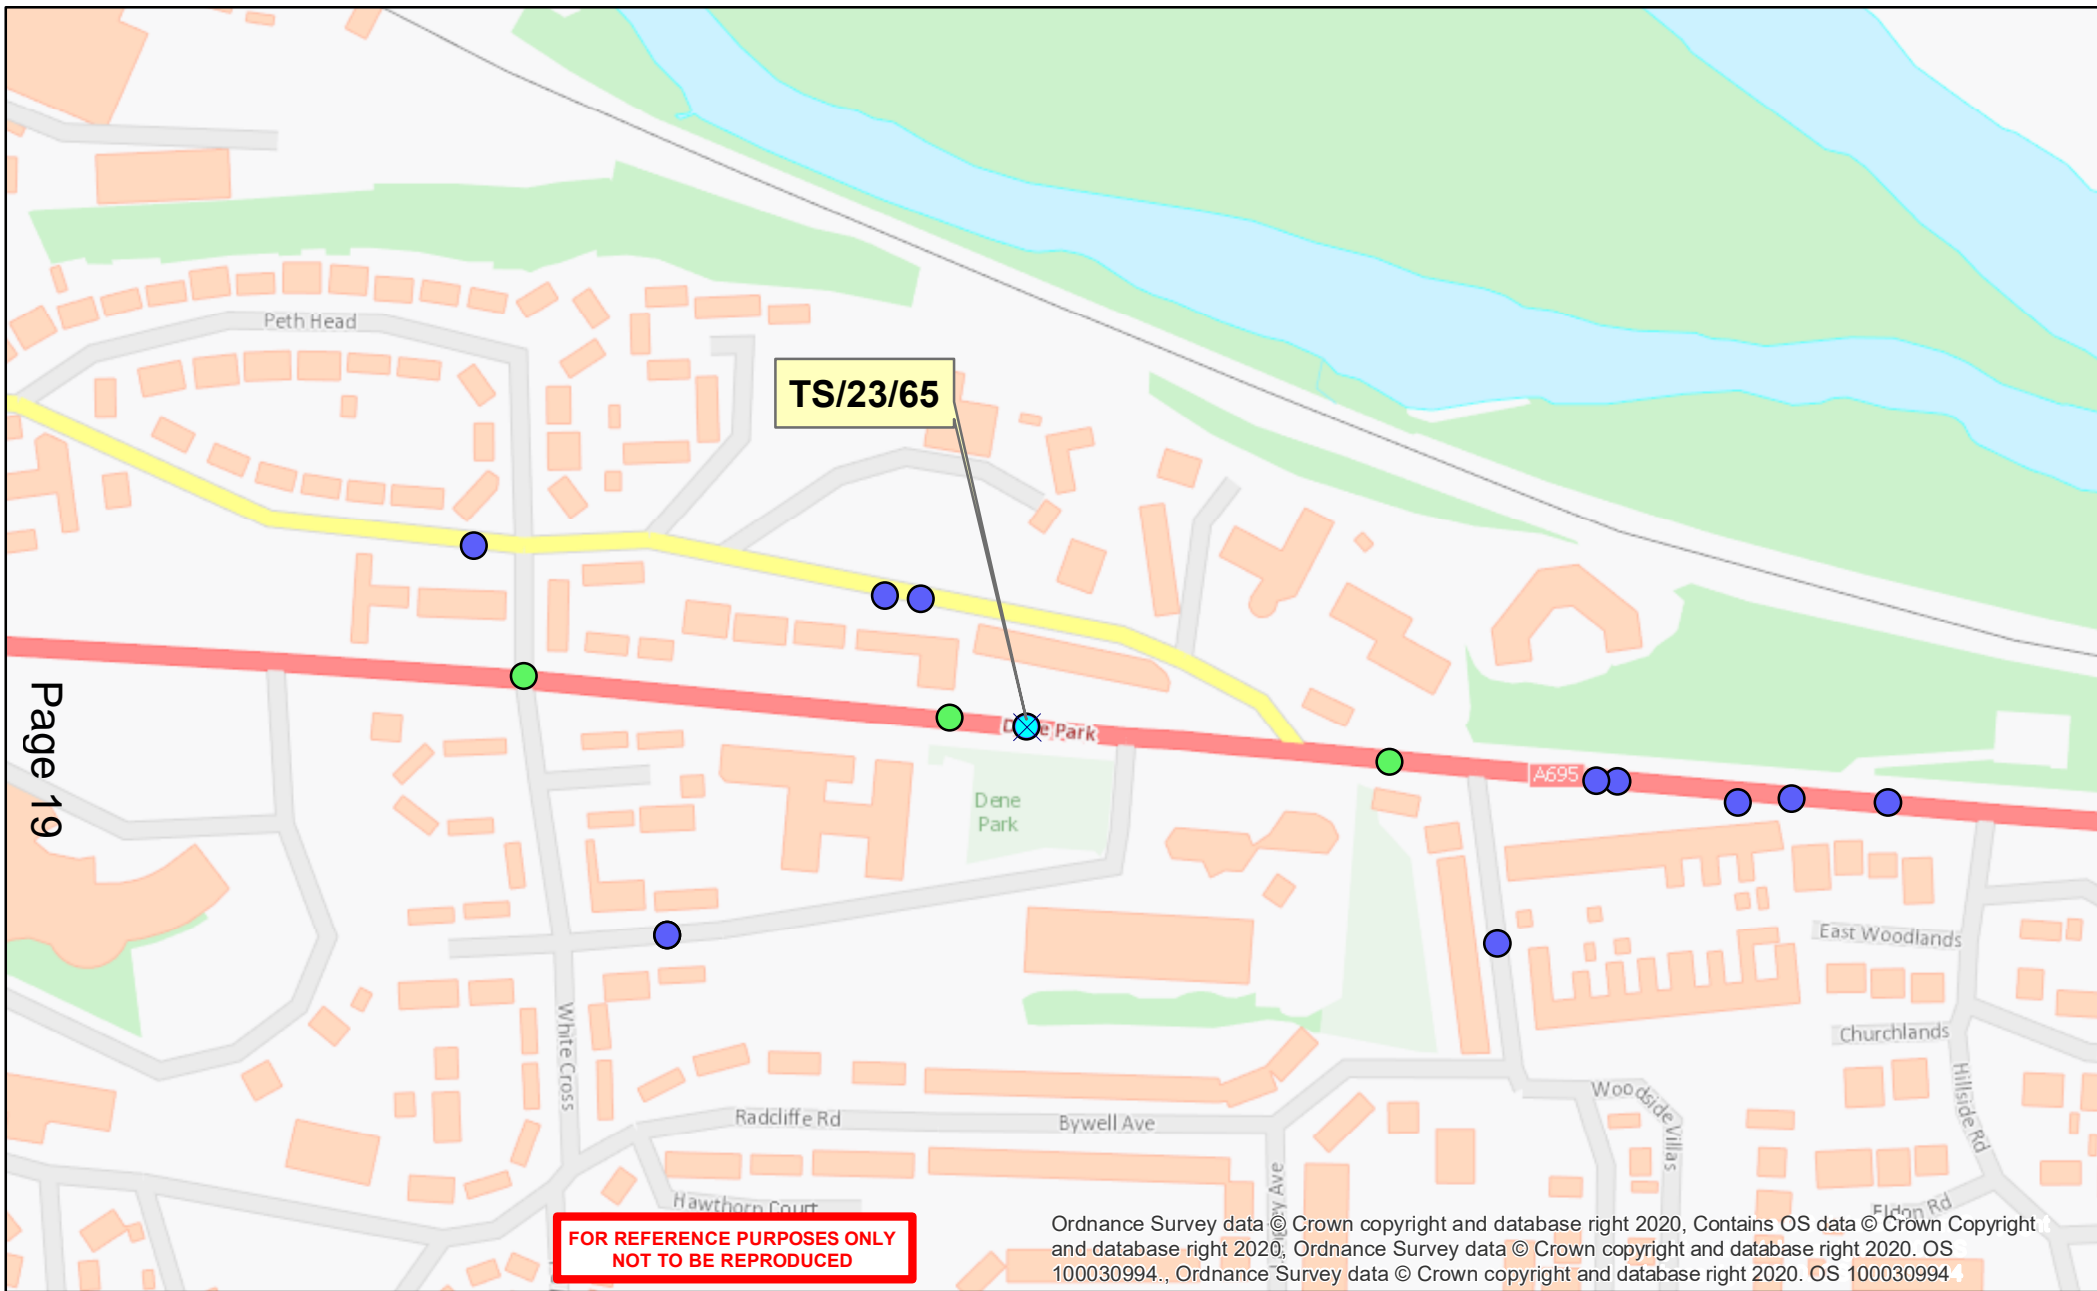 Peth Head
TS/23/65
Page 19
Park
A695
Dene
Park
East Woodlands
Churchlands
White Cross
Hillside Rd
Woodside Villas
Radcliffe Rd
Bywell Ave
Hawthorn Court
Eldon Rd
Ave
FOR REFERENCE PURPOSES ONLY
NOT TO BE REPRODUCED
Ordnance Survey data © Crown copyright and database right 2020, Contains OS data © Crown Copyright
and database right 2020, Ordnance Survey data © Crown copyright and database right 2020. OS
100030994., Ordnance Survey data © Crown copyright and database right 2020. OS 100030994